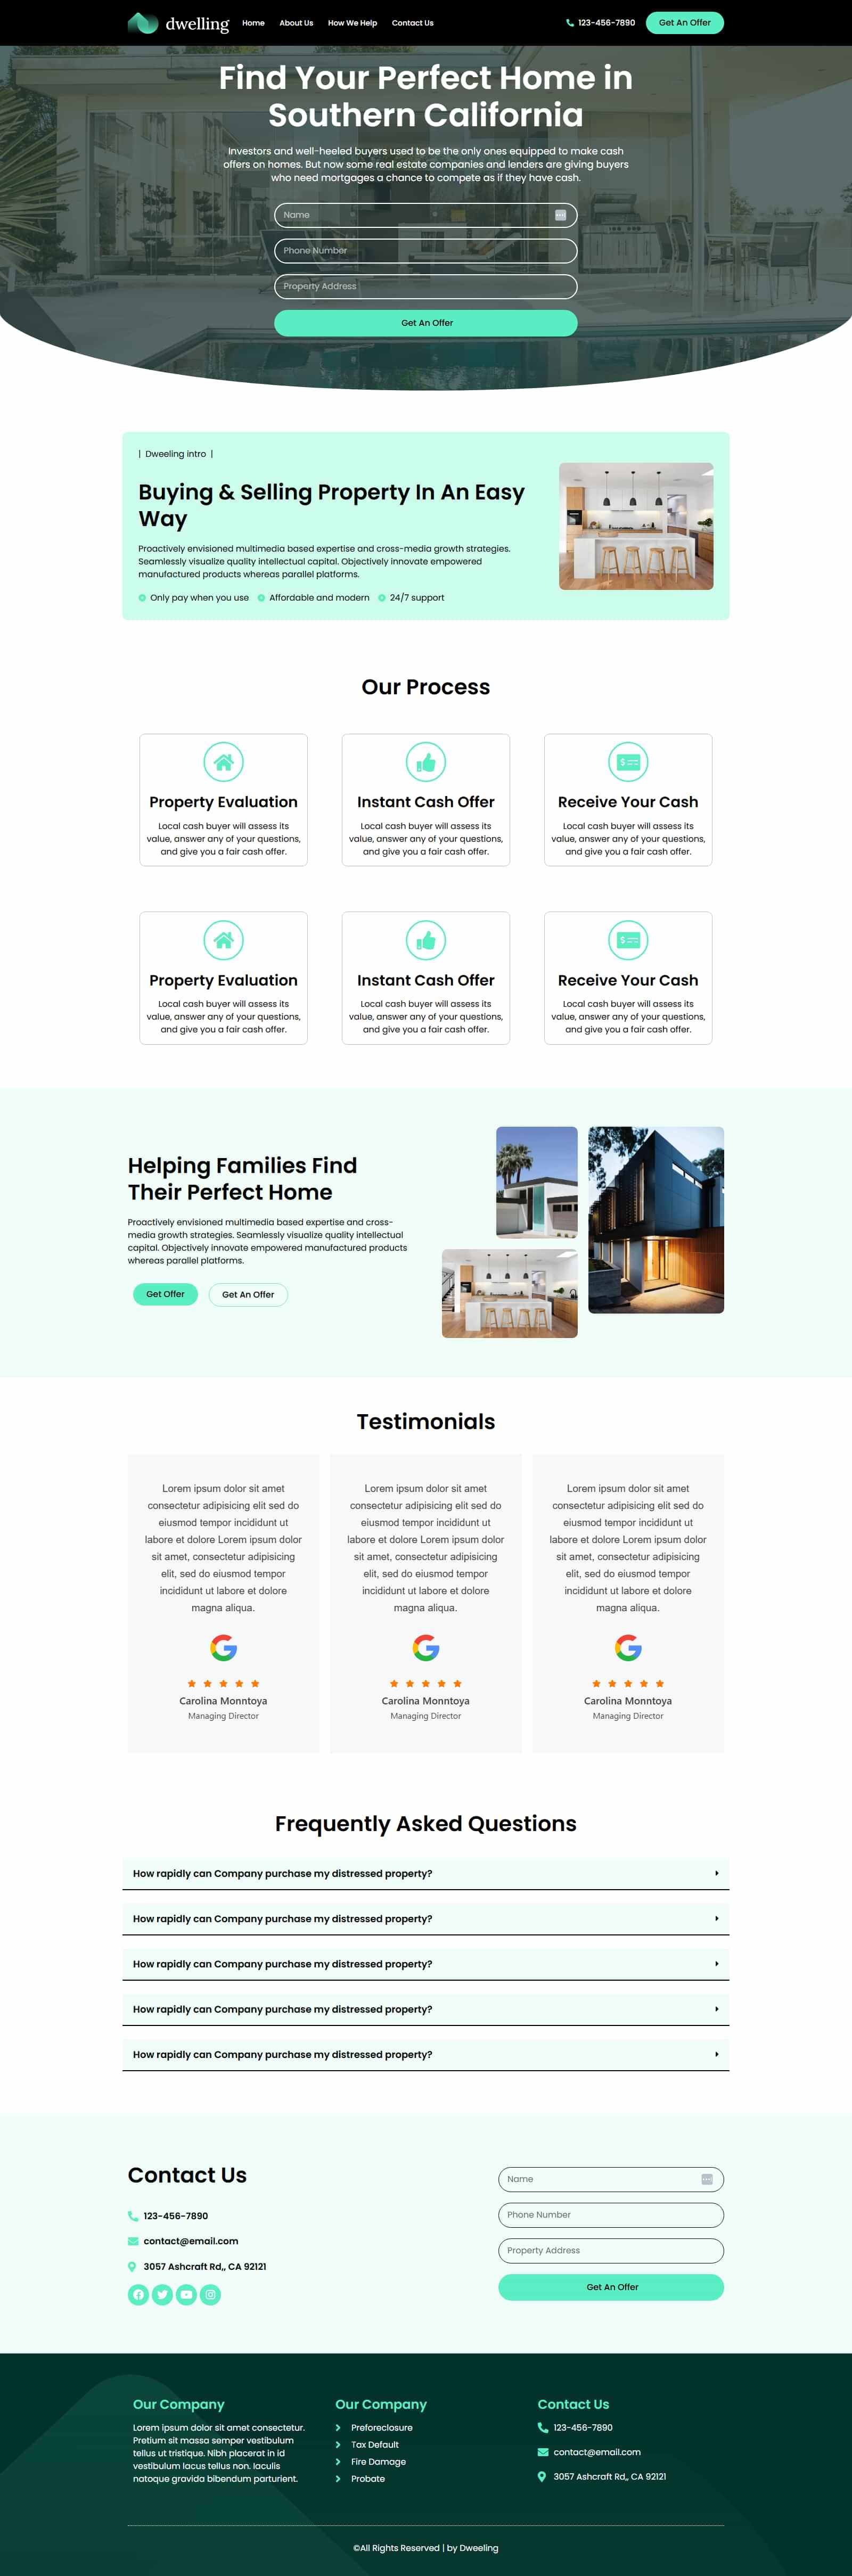 dwelling
Home About Us How We Help Contact Us
123-456-7890
Get An Offer
Find Your Perfect Home in
Southern California
Investors and well-heeled buyers used to be the only ones equipped to make cash
offers on homes. But now some real estate companies and lenders are giving buyers
who need mortgages a chance to compete as if they have cash.
Name
Phone Number
Property Address
Get An Offer
| Dweeling intro |
Buying & Selling Property In An Easy
Way
Proactively envisioned multimedia based expertise and cross-media growth strategies.
Seamlessly visualize quality intellectual capital. Objectively innovate empowered
manufactured products whereas parallel platforms.
Only pay when you use
Affordable and modern
24/7 support
Our Process
Property Evaluation
Local cash buyer will assess its
value, answer any of your questions,
and give you a fair cash offer.
Instant Cash Offer
Local cash buyer will assess its
value, answer any of your questions,
and give you a fair cash offer.
Receive Your Cash
Local cash buyer will assess its
value, answer any of your questions,
and give you a fair cash offer.
Property Evaluation
Local cash buyer will assess its
value, answer any of your questions,
and give you a fair cash offer.
Instant Cash Offer
Local cash buyer will assess its
value, answer any of your questions,
and give you a fair cash offer.
Receive Your Cash
Local cash buyer will assess its
value, answer any of your questions,
and give you a fair cash offer.
Helping Families Find
Their Perfect Home
Proactively envisioned multimedia based expertise and cross-
media growth strategies. Seamlessly visualize quality intellectual
capital. Objectively innovate empowered manufactured products
whereas parallel platforms.
Get Offer
Get An Offer
Testimonials
Lorem ipsum dolor sit amet
consectetur adipisicing elit sed do
eiusmod tempor incididunt ut
labore et dolore Lorem ipsum dolor
sit amet, consectetur adipisicing
elit, sed do eiusmod tempor
incididunt ut labore et dolore
magna aliqua.
Carolina Monntoya
Managing Director
Lorem ipsum dolor sit amet
consectetur adipisicing elit sed do
eiusmod tempor incididunt ut
labore et dolore Lorem ipsum dolor
sit amet, consectetur adipisicing
elit, sed do eiusmod tempor
incididunt ut labore et dolore
magna aliqua.
Carolina Monntoya
Managing Director
Lorem ipsum dolor sit amet
consectetur adipisicing elit sed do
eiusmod tempor incididunt ut
labore et dolore Lorem ipsum dolor
sit amet, consectetur adipisicing
elit, sed do eiusmod tempor
incididunt ut labore et dolore
magna aliqua.
Carolina Monntoya
Managing Director
Frequently Asked Questions
How rapidly can Company purchase my distressed property?
How rapidly can Company purchase my distressed property?
How rapidly can Company purchase my distressed property?
How rapidly can Company purchase my distressed property?
How rapidly can Company purchase my distressed property?
Contact Us
123-456-7890
contact@email.com
3057 Ashcraft Rd,, CA 92121
Name
Phone Number
Property Address
Get An Offer
Our Company
Lorem ipsum dolor sit amet consectetur.
Pretium sit massa semper vestibulum
tellus ut tristique. Nibh placerat in id
vestibulum lacus tellus non. Iaculis
natoque gravida bibendum parturient.
Our Company
Preforeclosure
Tax Default
Fire Damage
Probate
Contact Us
123-456-7890
contact@email.com
3057 Ashcraft Rd,, CA 92121
©All Rights Reserved | by Dweeling